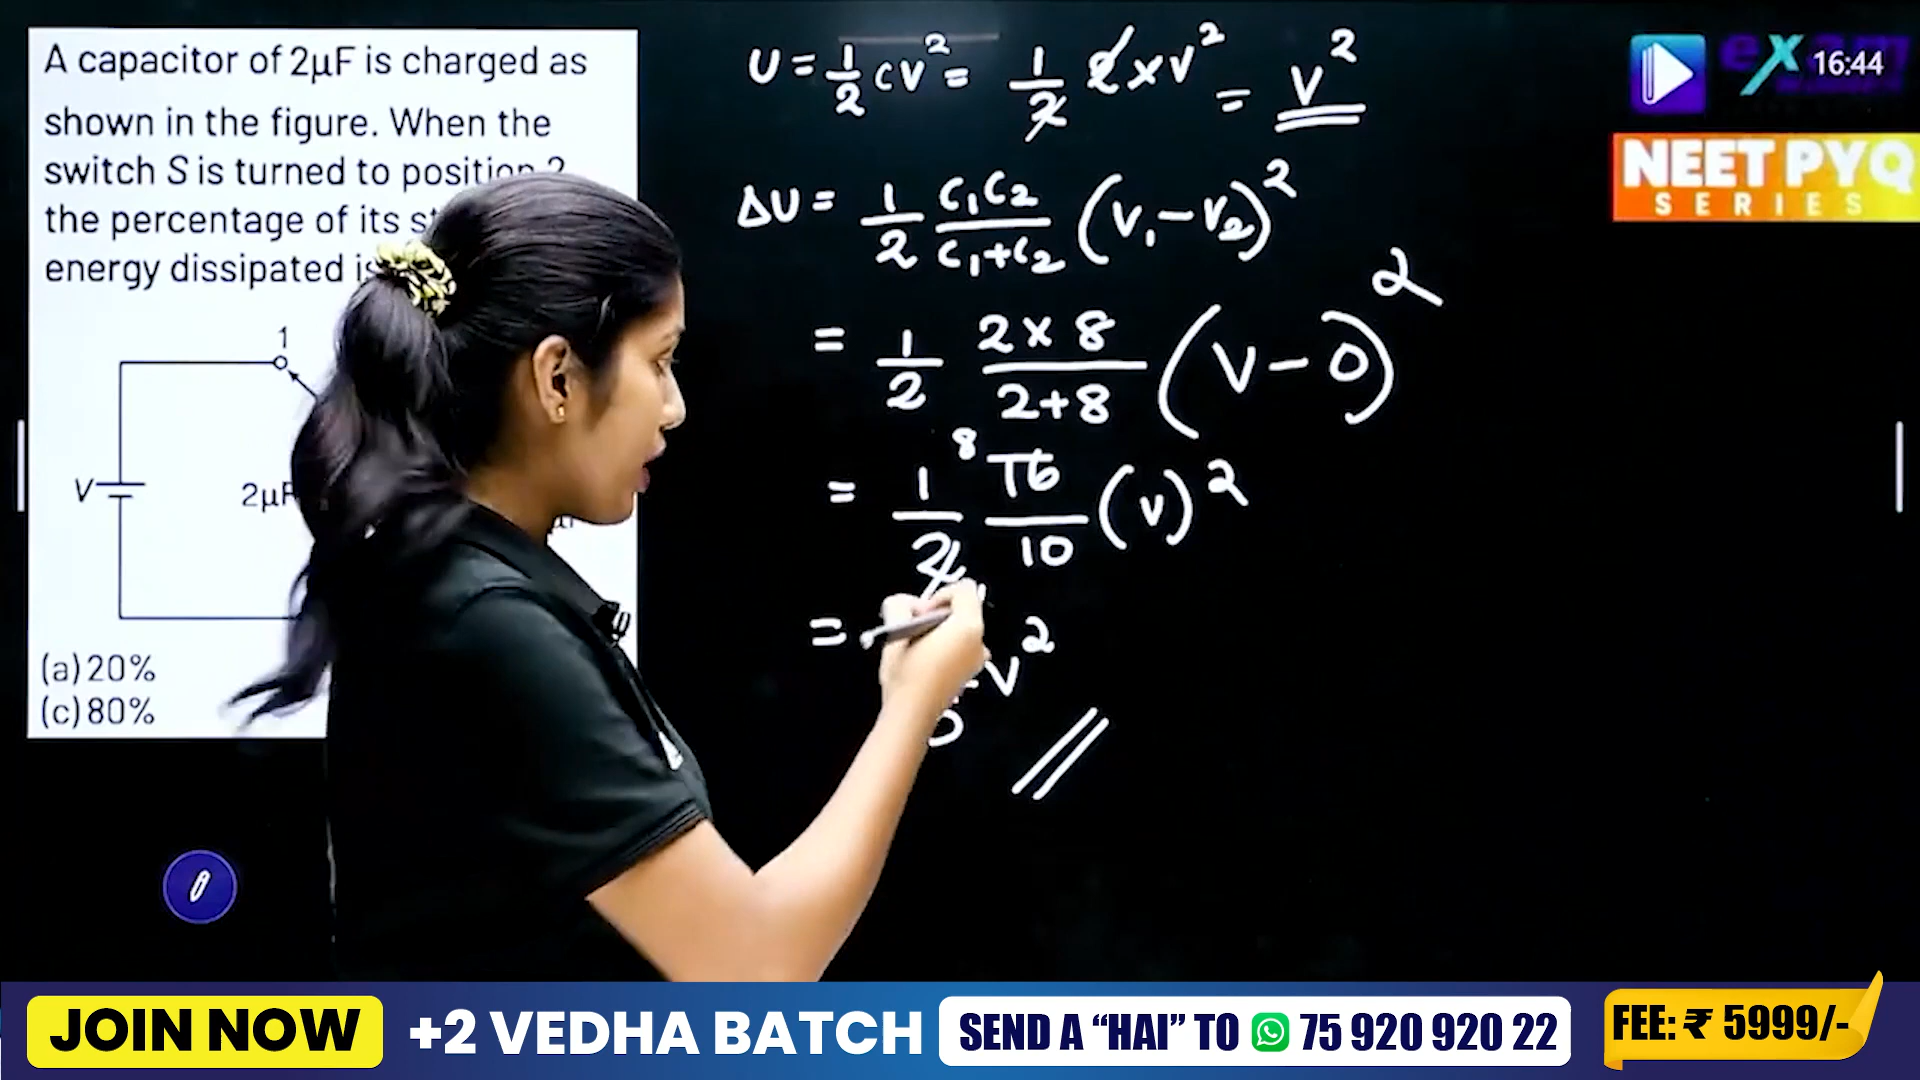 A capacitor of 2μF is charged as
shown in the figure. When the
switch S is turned to position 2
the percentage of its
energy dissipated is
1
V
2μF
(a) 20%
(c) 80%
U = 1/2 CV² = 1/2 2 × V² = V²
ΔU = 1/2 C₁C₂/C₁+C₂ (V₁ - V₂)²
= 1/2 2 × 8/2+8 (V - 0)²
= 1/2 8 16/10 (V)²
= V²
exam
16:44
NEET PYQ
SERIES
JOIN NOW
+2 VEDHA BATCH
SEND A “HAI” TO 75 920 920 22
FEE: ₹ 5999/-